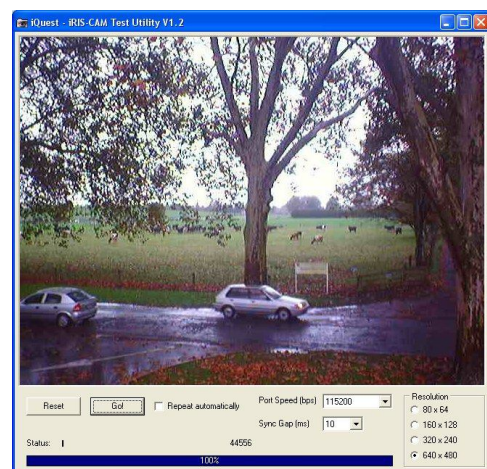 iQuest - iRIS-CAM Test Utility V1.2
Reset
Go!
Repeat automatically
Port Speed (bps)
115200
Sync Gap (ms)
10
Resolution
80 x 64
160 x 128
320 x 240
640 x 480
Status:
44556
100%